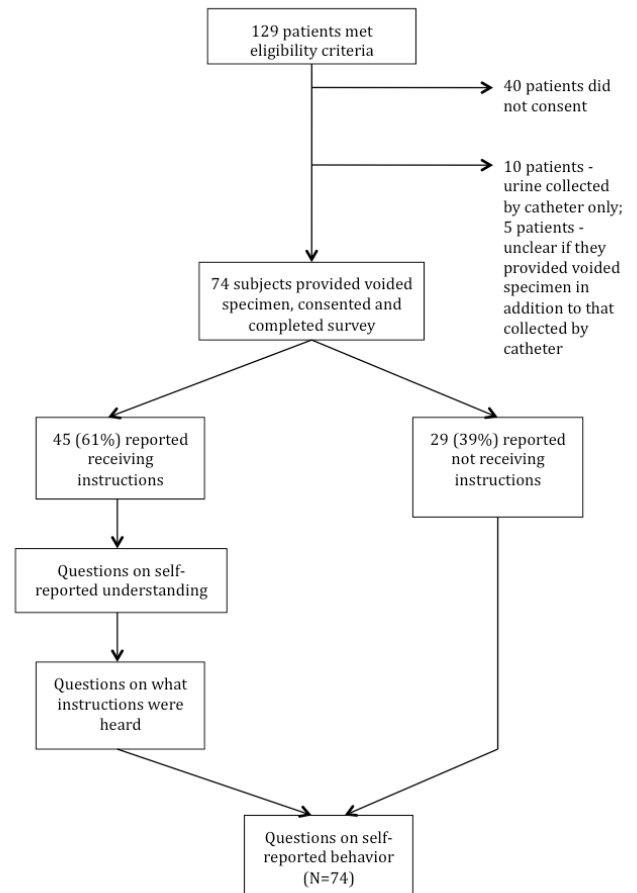 129 patients met
eligibility criteria
40 patients did
not consent
10 patients -
urine collected
by catheter only;
5 patients -
unclear if they
provided voided
specimen in
addition to that
collected by
catheter
74 subjects provided voided
specimen, consented and
completed survey
45 (61%) reported
receiving
instructions
29 (39%) reported
not receiving
instructions
Questions on self-
reported understanding
Questions on what
instructions were
heard
Questions on self-
reported behavior
(N=74)